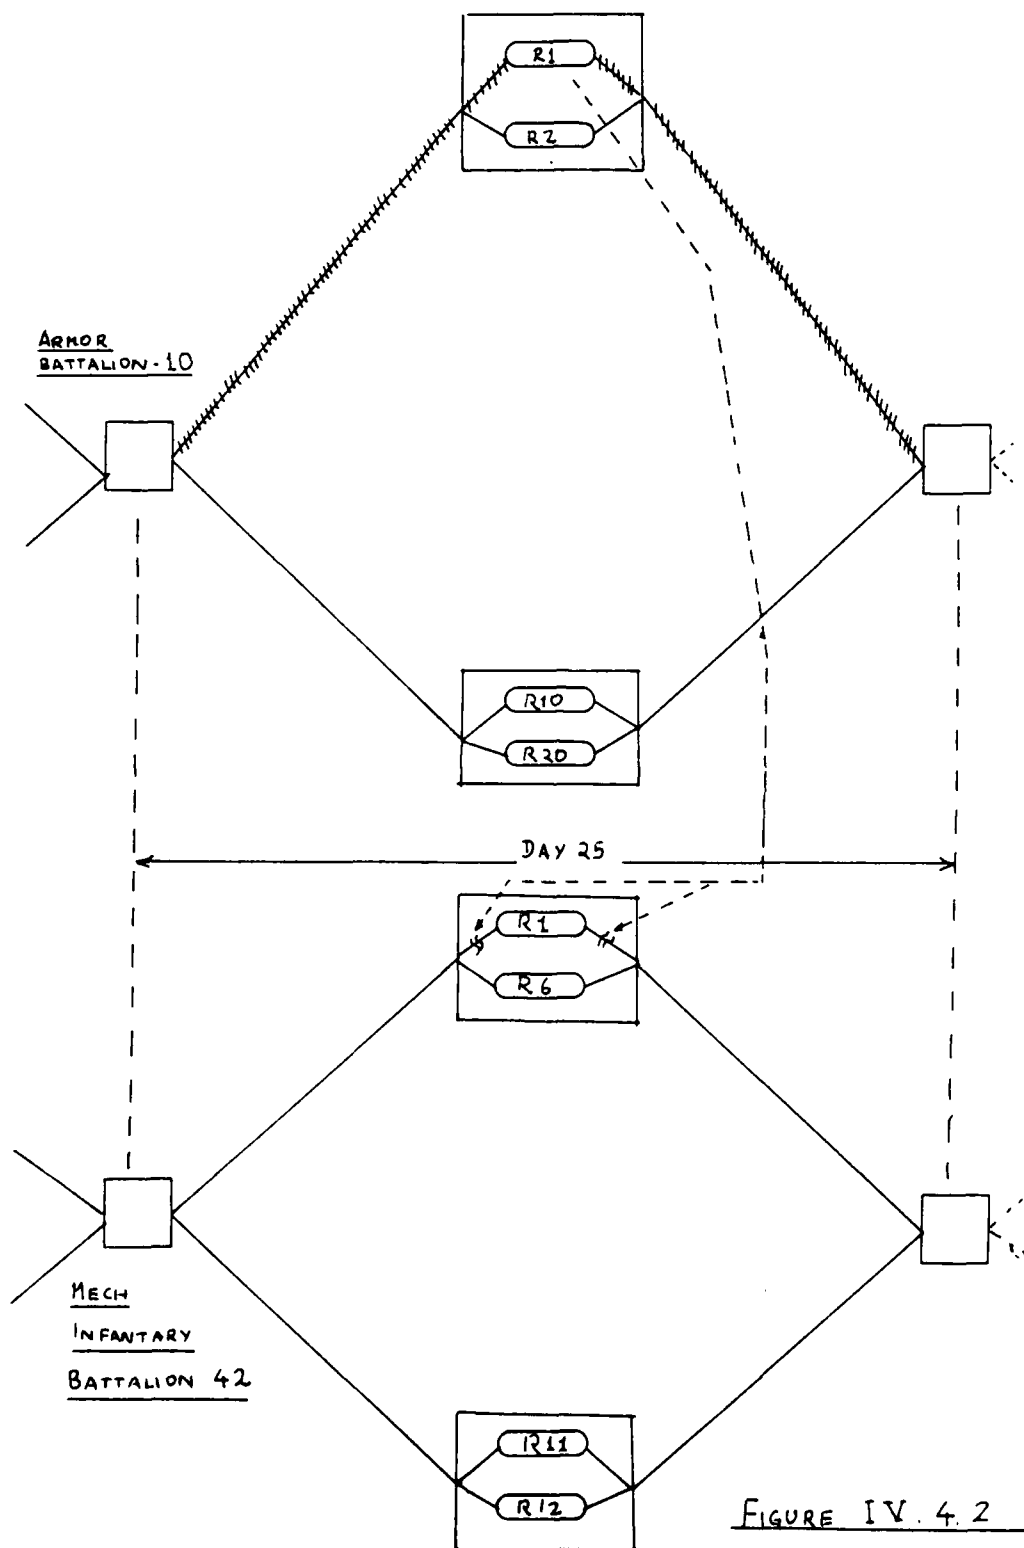 R1
R2
ARMOR
BATTALION-10
R10
R20
DAY 25
R1
R6
MECH
INFANTARY
BATTALION 42
R11
R12
FIGURE IV.4.2